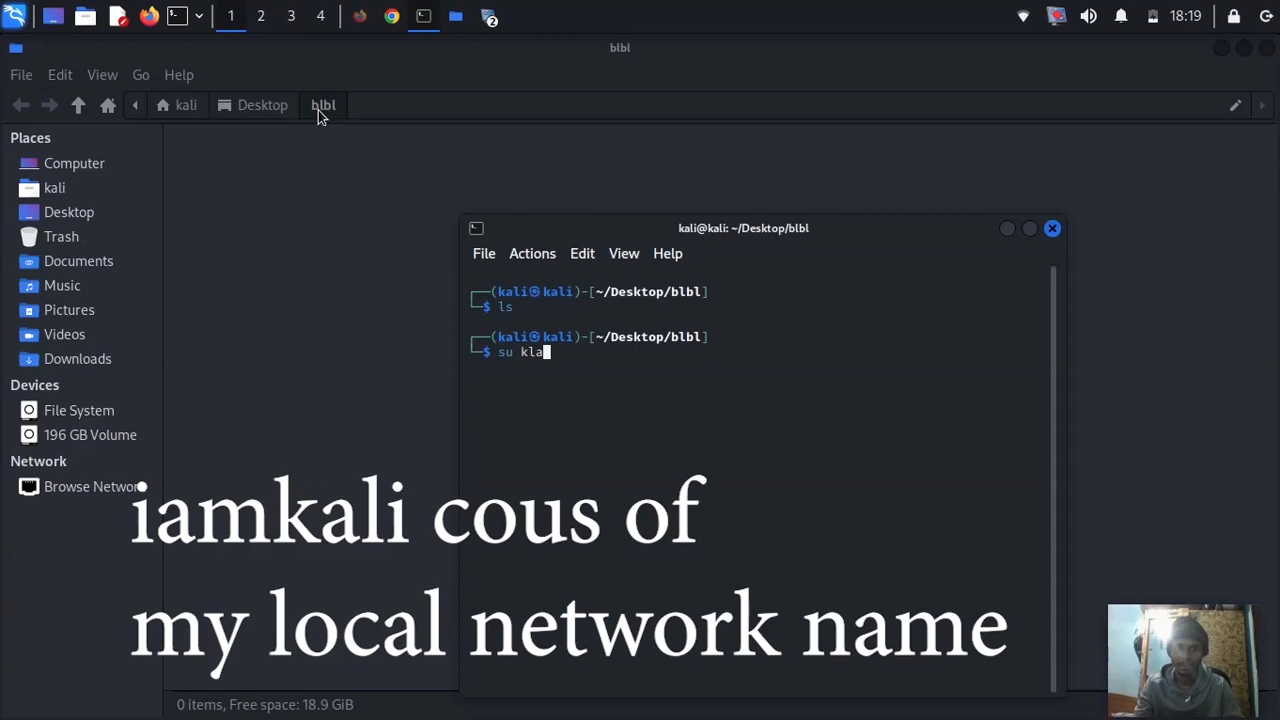 1 2 3 4 2 18:19
blbl
File Edit View Go Help
kali Desktop blbl
Places
Computer
kali
Desktop
Trash
Documents
Music
Pictures
Videos
Downloads
Devices
File System
196 GB Volume
Network
Browse Network
kali@kali: ~/Desktop/blbl
File Actions Edit View Help
┌──(kali㉿kali)-[~/Desktop/blbl]
└─$ ls
┌──(kali㉿kali)-[~/Desktop/blbl]
└─$ su kla
iamkali cous of
my local network name
0 items, Free space: 18.9 GiB